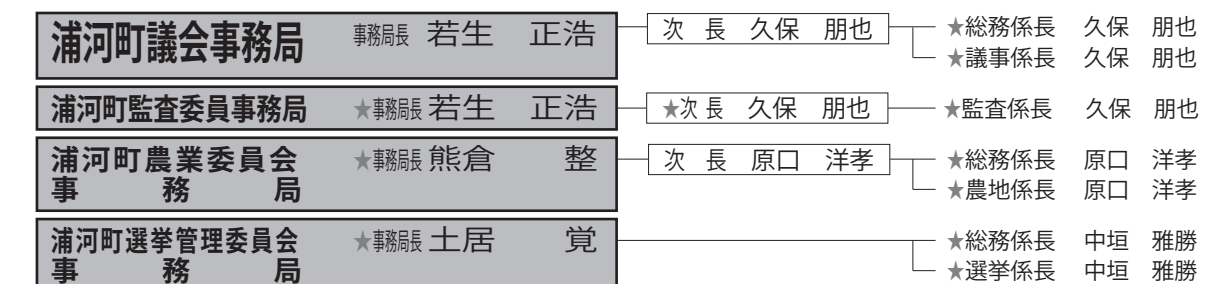 浦河町議会事務局 事務局長 若生 正浩 次長 久保 朋也 ★総務係長 久保 朋也
★議事係長 久保 朋也
浦河町監査委員事務局 ★事務局長 若生 正浩 ★次長 久保 朋也 ★監査係長 久保 朋也
浦河町農業委員会 ★事務局長 熊倉 整 次長 原口 洋孝 ★総務係長 原口 洋孝
事務局 ★農地係長 原口 洋孝
浦河町選挙管理委員会 ★事務局長 土居 覚 ★総務係長 中垣 雅勝
事務局 ★選挙係長 中垣 雅勝